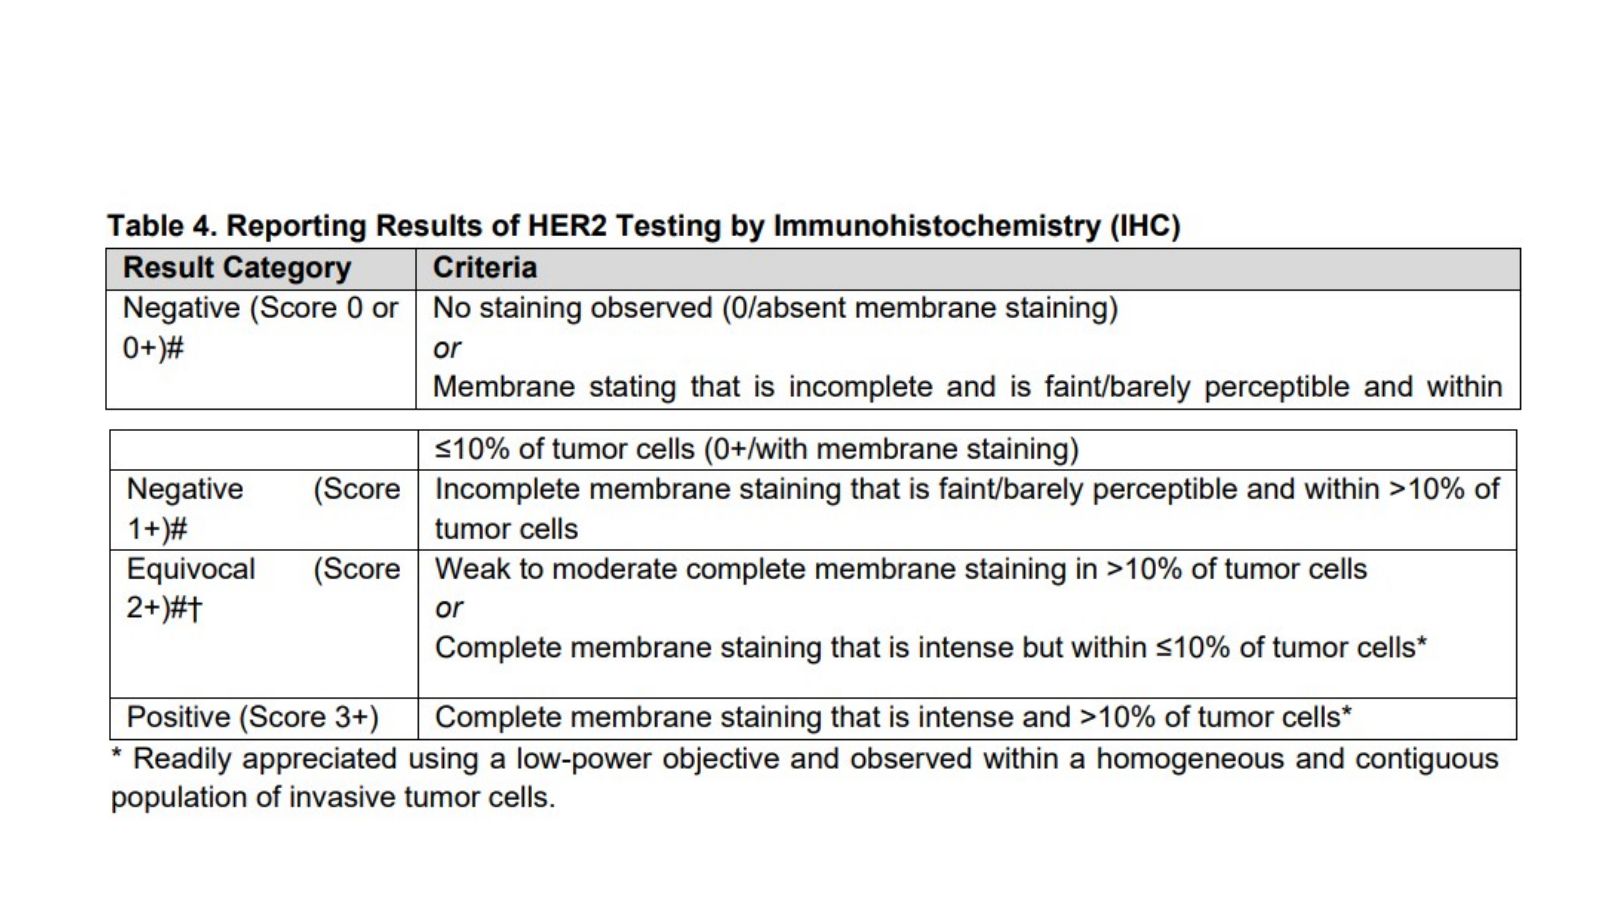 Table 4. Reporting Results of HER2 Testing by Immunohistochemistry (IHC)
Result Category Criteria
Negative (Score 0 or No staining observed (0/absent membrane staining)
0+)# or
Membrane stating that is incomplete and is faint/barely perceptible and within
≤10% of tumor cells (0+/with membrane staining)
Negative (Score Incomplete membrane staining that is faint/barely perceptible and within >10% of
1+)# tumor cells
Equivocal (Score Weak to moderate complete membrane staining in >10% of tumor cells
2+)#† or
Complete membrane staining that is intense but within ≤10% of tumor cells*
Positive (Score 3+) Complete membrane staining that is intense and >10% of tumor cells*
* Readily appreciated using a low-power objective and observed within a homogeneous and contiguous
population of invasive tumor cells.